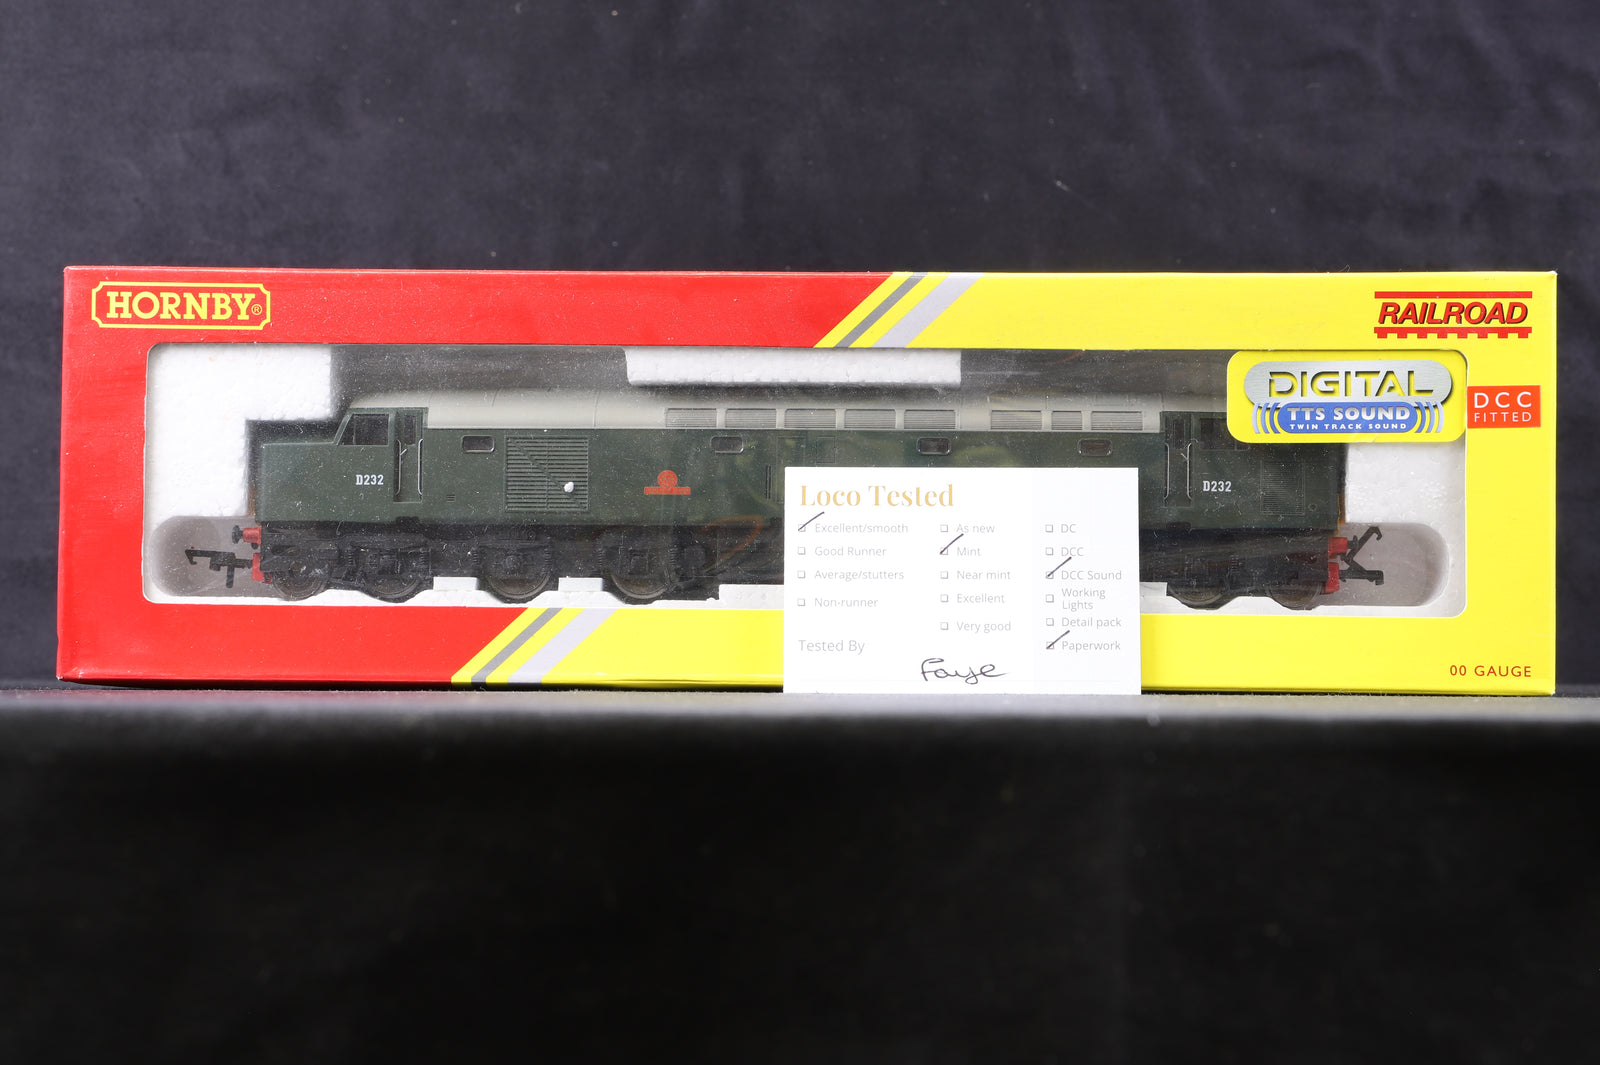 HORNBY®
RAILROAD
DIGITAL
TTS SOUND
TWIN TRACK SOUND
DCC
FITTED
D232
D232
Loco Tested
Excellent/smooth
Good Runner
Average/stutters
Non-runner
As new
Mint
Near mint
Excellent
Very good
DC
DCC
DCC Sound
Working
Lights
Detail pack
Paperwork
Tested By
Faye
00 GAUGE